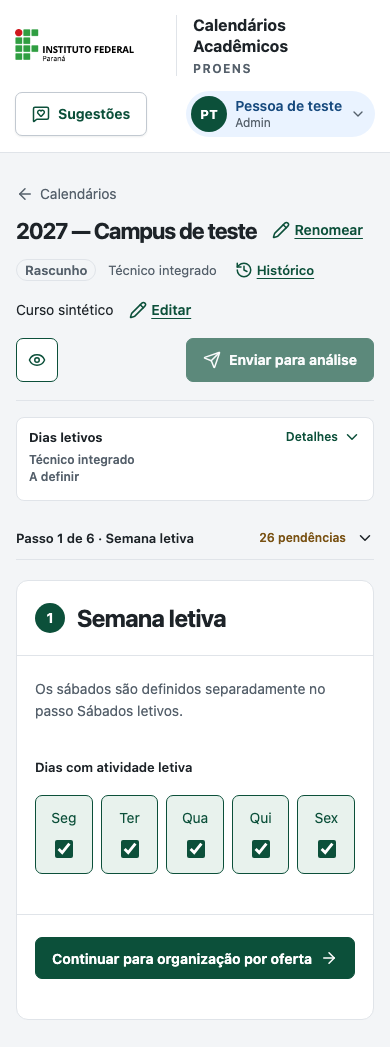 INSTITUTO FEDERAL
Paraná
Calendários
Acadêmicos
PROENS
Sugestões
PT
Pessoa de teste
Admin
Calendários
2027 — Campus de teste
Renomear
Rascunho
Técnico integrado
Histórico
Curso sintético
Editar
Enviar para análise
Dias letivos
Detalhes
Técnico integrado
A definir
Passo 1 de 6 · Semana letiva
26 pendências
1
Semana letiva
Os sábados são definidos separadamente no
passo Sábados letivos.
Dias com atividade letiva
Seg
Ter
Qua
Qui
Sex
Continuar para organização por oferta